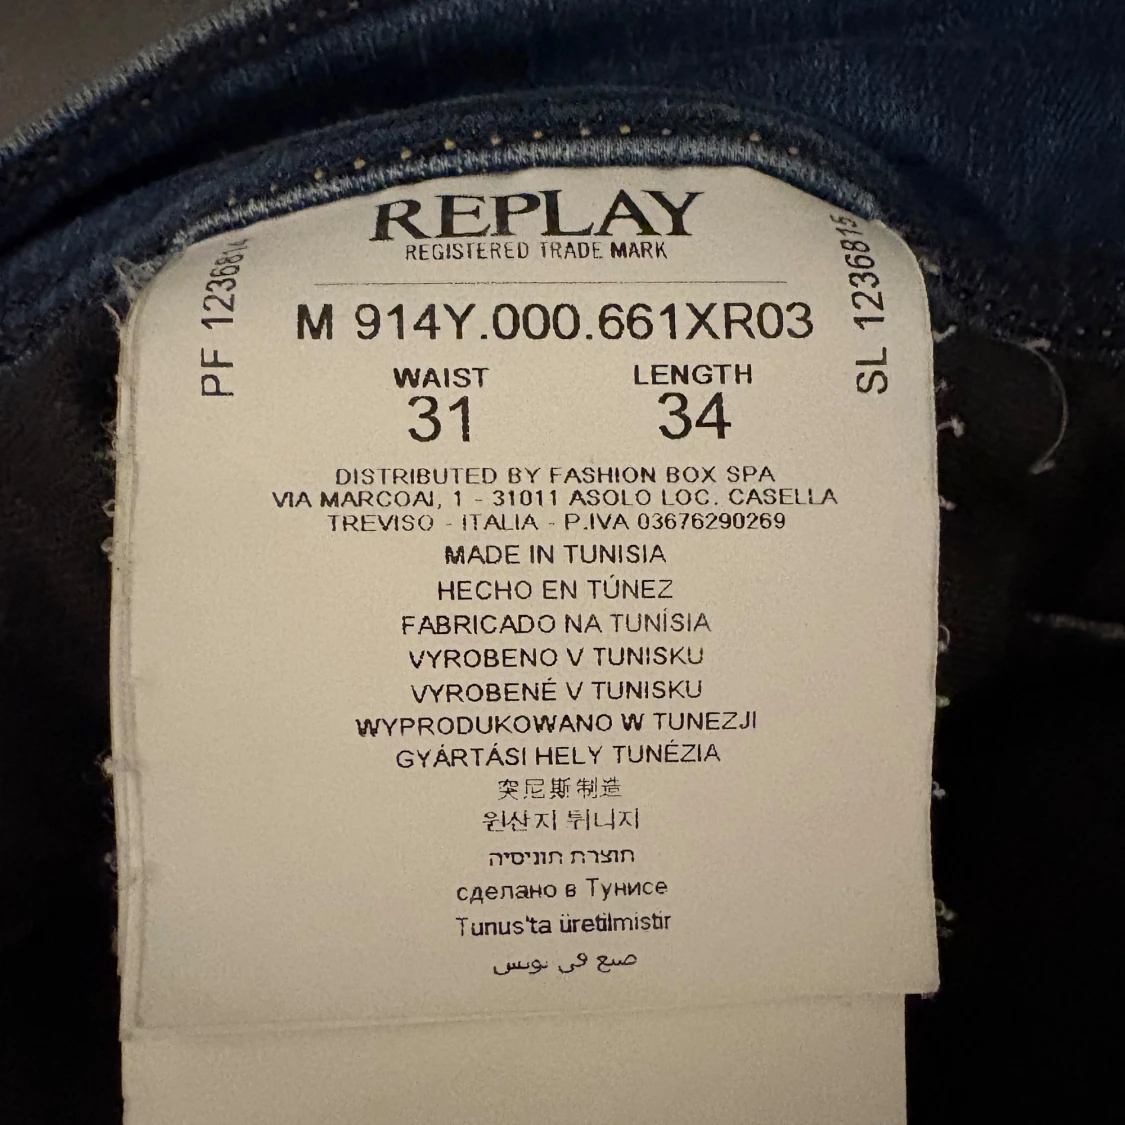 REPLAY
REGISTERED TRADE MARK
PF 1236814
SL 1236815
M 914Y.000.661XR03
WAIST LENGTH
31 34
DISTRIBUTED BY FASHION BOX SPA
VIA MARCOAI, 1 - 31011 ASOLO LOC. CASELLA
TREVISO - ITALIA - P.IVA 03676290269
MADE IN TUNISIA
HECHO EN TÚNEZ
FABRICADO NA TUNÍSIA
VYROBENO V TUNISKU
VYROBENÉ V TUNISKU
WYPRODUKOWANO W TUNEZJI
GYÁRTÁSI HELY TUNÉZIA
突尼斯制造
원산지 튀니지
תוצרת תוניסיה
сделано в Тунисе
Tunus'ta üretilmistir
صنع في تونس